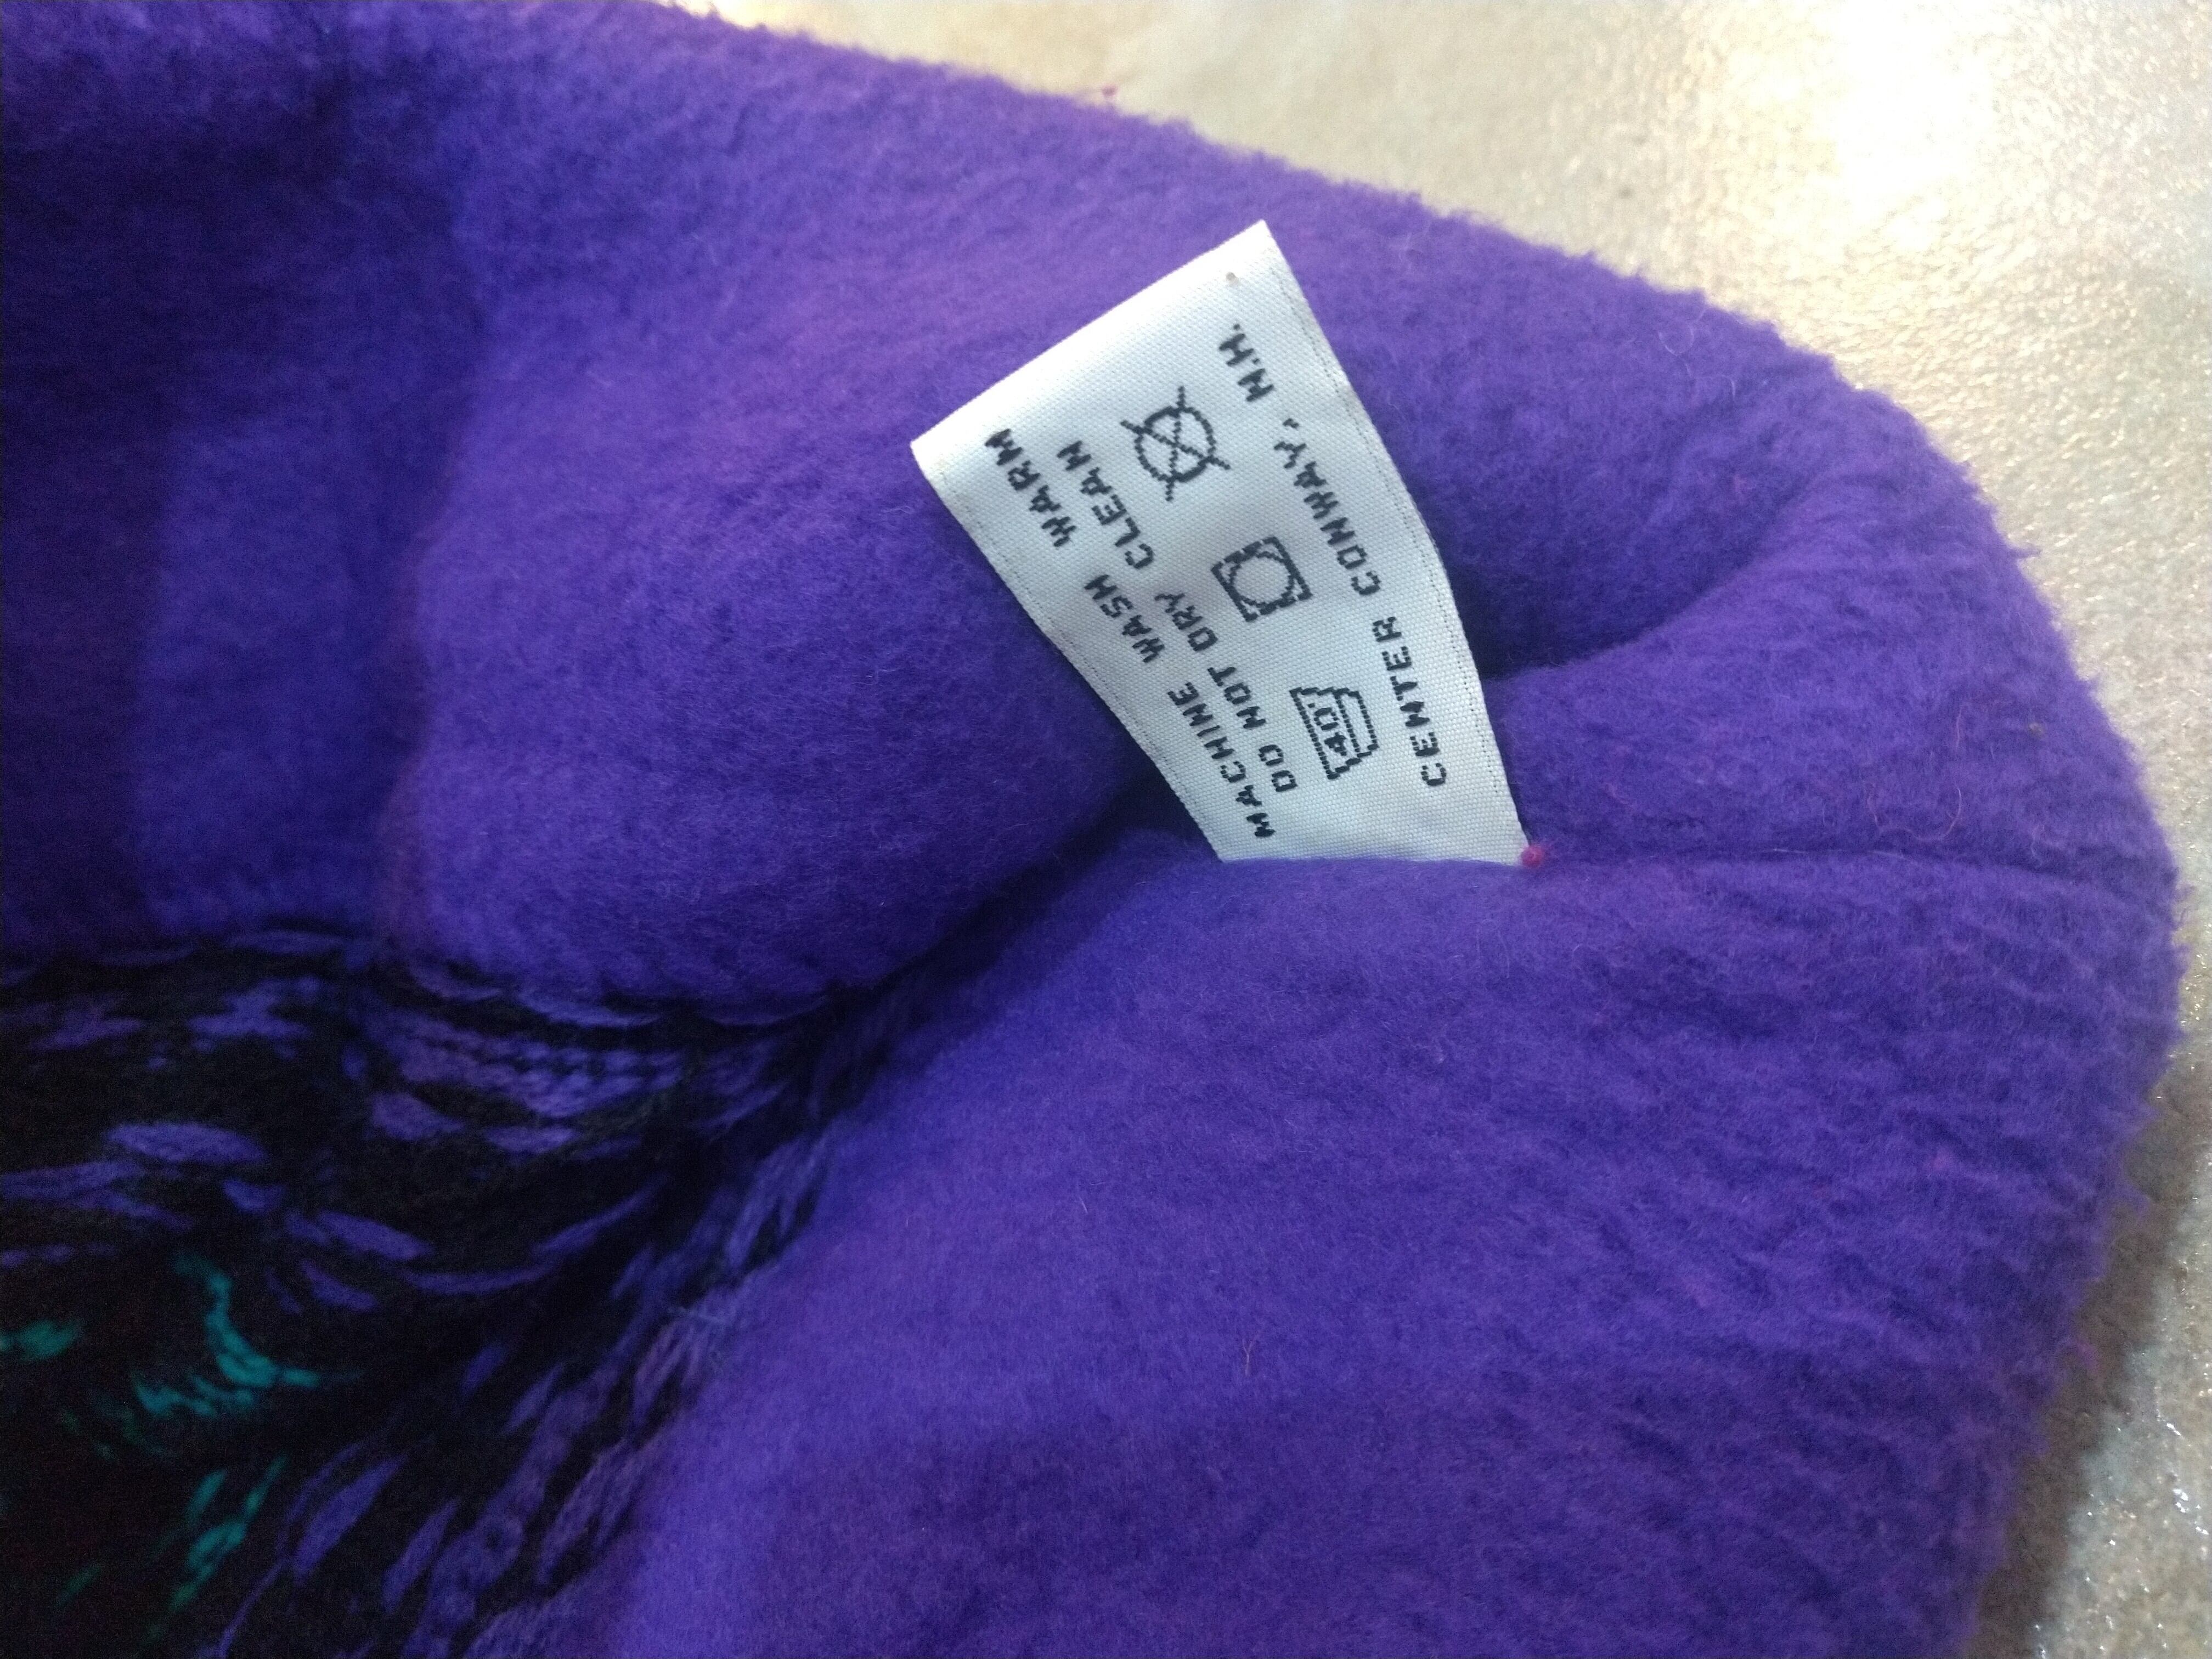 MACHINE WASH WARM
DO NOT DRY CLEAN
40°
CENTER CONWAY, N.H.